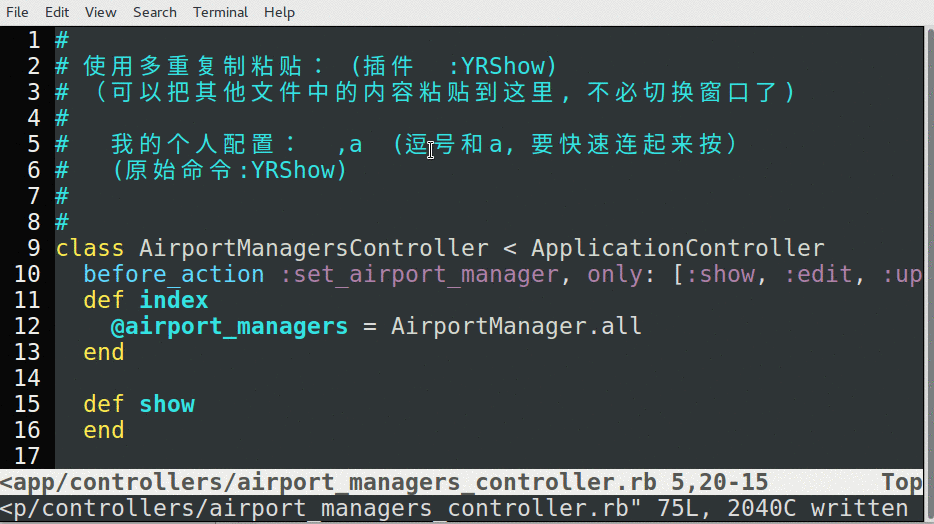 File Edit View Search Terminal Help
1 #
2 # 使用多重复制粘贴： (插件  :YRShow)
3 # （可以把其他文件中的内容粘贴到这里, 不必切换窗口了)
4 #
5 #   我的个人配置：  ,a  (逗号和a, 要快速连起来按）
6 #   (原始命令:YRShow)
7 #
8 #
9 class AirportManagersController < ApplicationController
10   before_action :set_airport_manager, only: [:show, :edit, :up
11   def index
12     @airport_managers = AirportManager.all
13   end
14
15   def show
16   end
17
<app/controllers/airport_managers_controller.rb 5,20-15        Top
<p/controllers/airport_managers_controller.rb" 75L, 2040C written